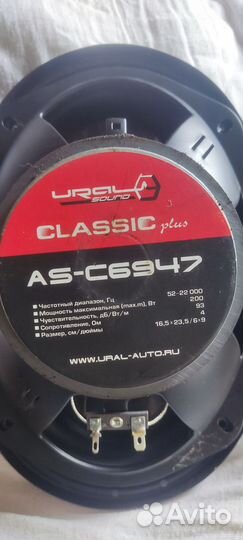 URAL
SOUND
CLASSIC plus
AS-C6947
Частотный диапазон, Гц 52-22 000
Мощность максимальная (max.m), Вт 200
Чувствительность, дБ/Вт/м 93
Сопротивление, Ом 4
Размер, см/дюймы 16,5×23,5/6×9
WWW.URAL-AUTO.RU
Avito